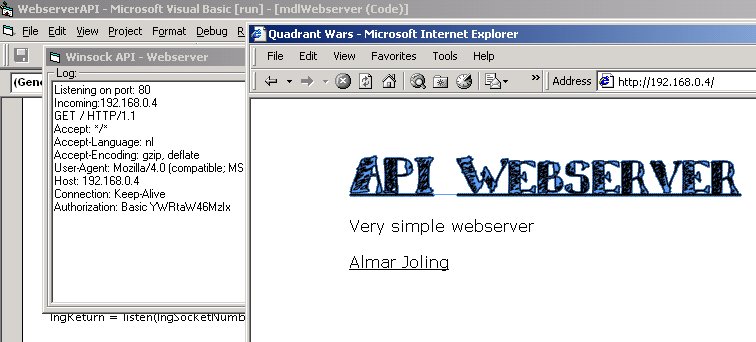 WebserverAPI - Microsoft Visual Basic [run] - [mdlWebserver (Code)]
File Edit View Project Format Debug R
(Gene
Winsock API - Webserver
Log:
Listening on port: 80
Incoming:192.168.0.4
GET / HTTP/1.1
Accept: */*
Accept-Language: nl
Accept-Encoding: gzip, deflate
User-Agent: Mozilla/4.0 (compatible; MS
Host: 192.168.0.4
Connection: Keep-Alive
Authorization: Basic YWRtaW46MzIx
lngReturn = listen(lngSocketNumb
Quadrant Wars - Microsoft Internet Explorer
File Edit View Favorites Tools Help
» Address http://192.168.0.4/
API WEBSERVER
Very simple webserver
Almar Joling